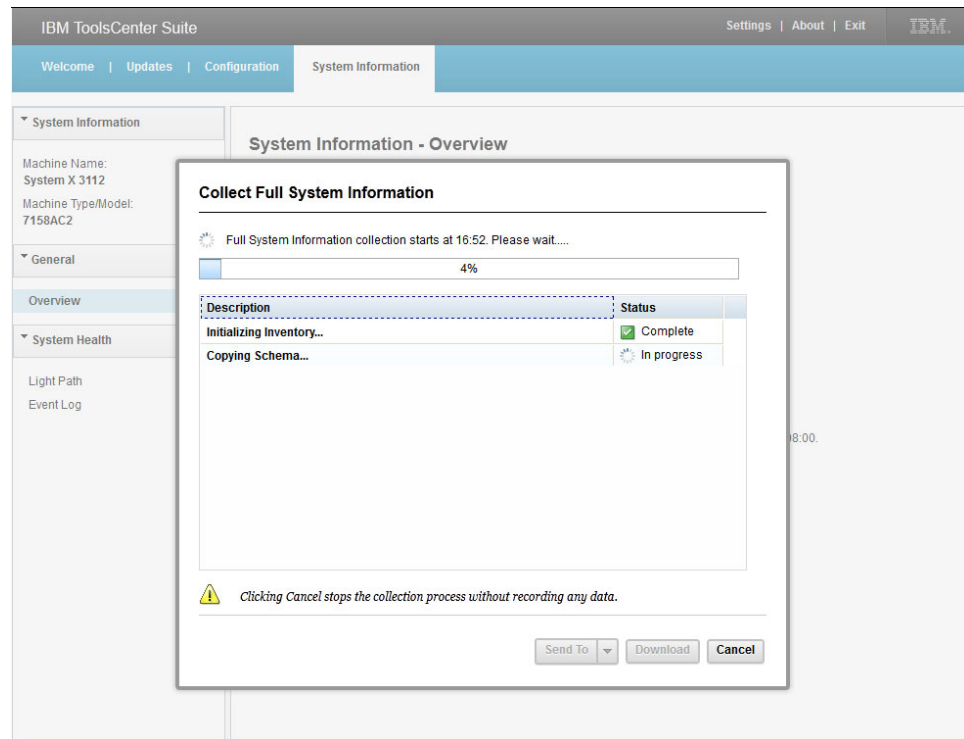 IBM ToolsCenter Suite
Settings | About | Exit
IBM.
Welcome | Updates | Configuration
System Information
System Information
Machine Name:
System X 3112
Machine Type/Model:
7158AC2
General
Overview
System Health
Light Path
Event Log
System Information - Overview
Collect Full System Information
Full System Information collection starts at 16:52. Please wait.....
4%
Description Status
Initializing Inventory... Complete
Copying Schema... In progress
8:00.
Clicking Cancel stops the collection process without recording any data.
Send To Download Cancel